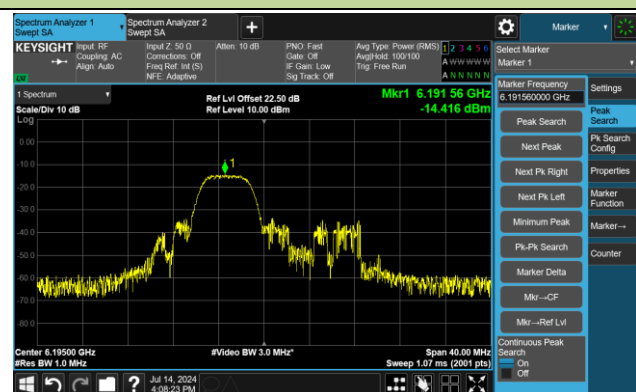 Spectrum Analyzer 1
Swept SA
Spectrum Analyzer 2
Swept SA
+
Marker
KEYSIGHT
Input: RF
Coupling: AC
Align: Auto
Input Z: 50 Ω
Corrections: Off
Freq Ref: Int (S)
NFE: Adaptive
Atten: 10 dB
PNO: Fast
Gate: Off
IF Gain: Low
Sig Track: Off
Avg Type: Power (RMS)
Avg|Hold: 100/100
Trig: Free Run
1 2 3 4 5 6
A W W W W W
A N N N N N
LXI
Select Marker
Marker 1
1 Spectrum
Scale/Div 10 dB
Log
Ref Lvl Offset 22.50 dB
Ref Level 10.00 dBm
Mkr1 6.191 56 GHz
-14.416 dBm
0.00
-10.0
-20.0
-30.0
-40.0
-50.0
-60.0
-70.0
-80.0
1
Center 6.19500 GHz
#Res BW 1.0 MHz
#Video BW 3.0 MHz*
Span 40.00 MHz
Sweep 1.07 ms (2001 pts)
Marker Frequency
6.191560000 GHz
Peak Search
Next Peak
Next Pk Right
Next Pk Left
Minimum Peak
Pk-Pk Search
Marker Delta
Mkr→CF
Mkr→Ref Lvl
Continuous Peak
Search
On
Off
Settings
Peak
Search
Pk Search
Config
Properties
Marker
Function
Marker→
Counter
?
Jul 14, 2024
4:08:23 PM